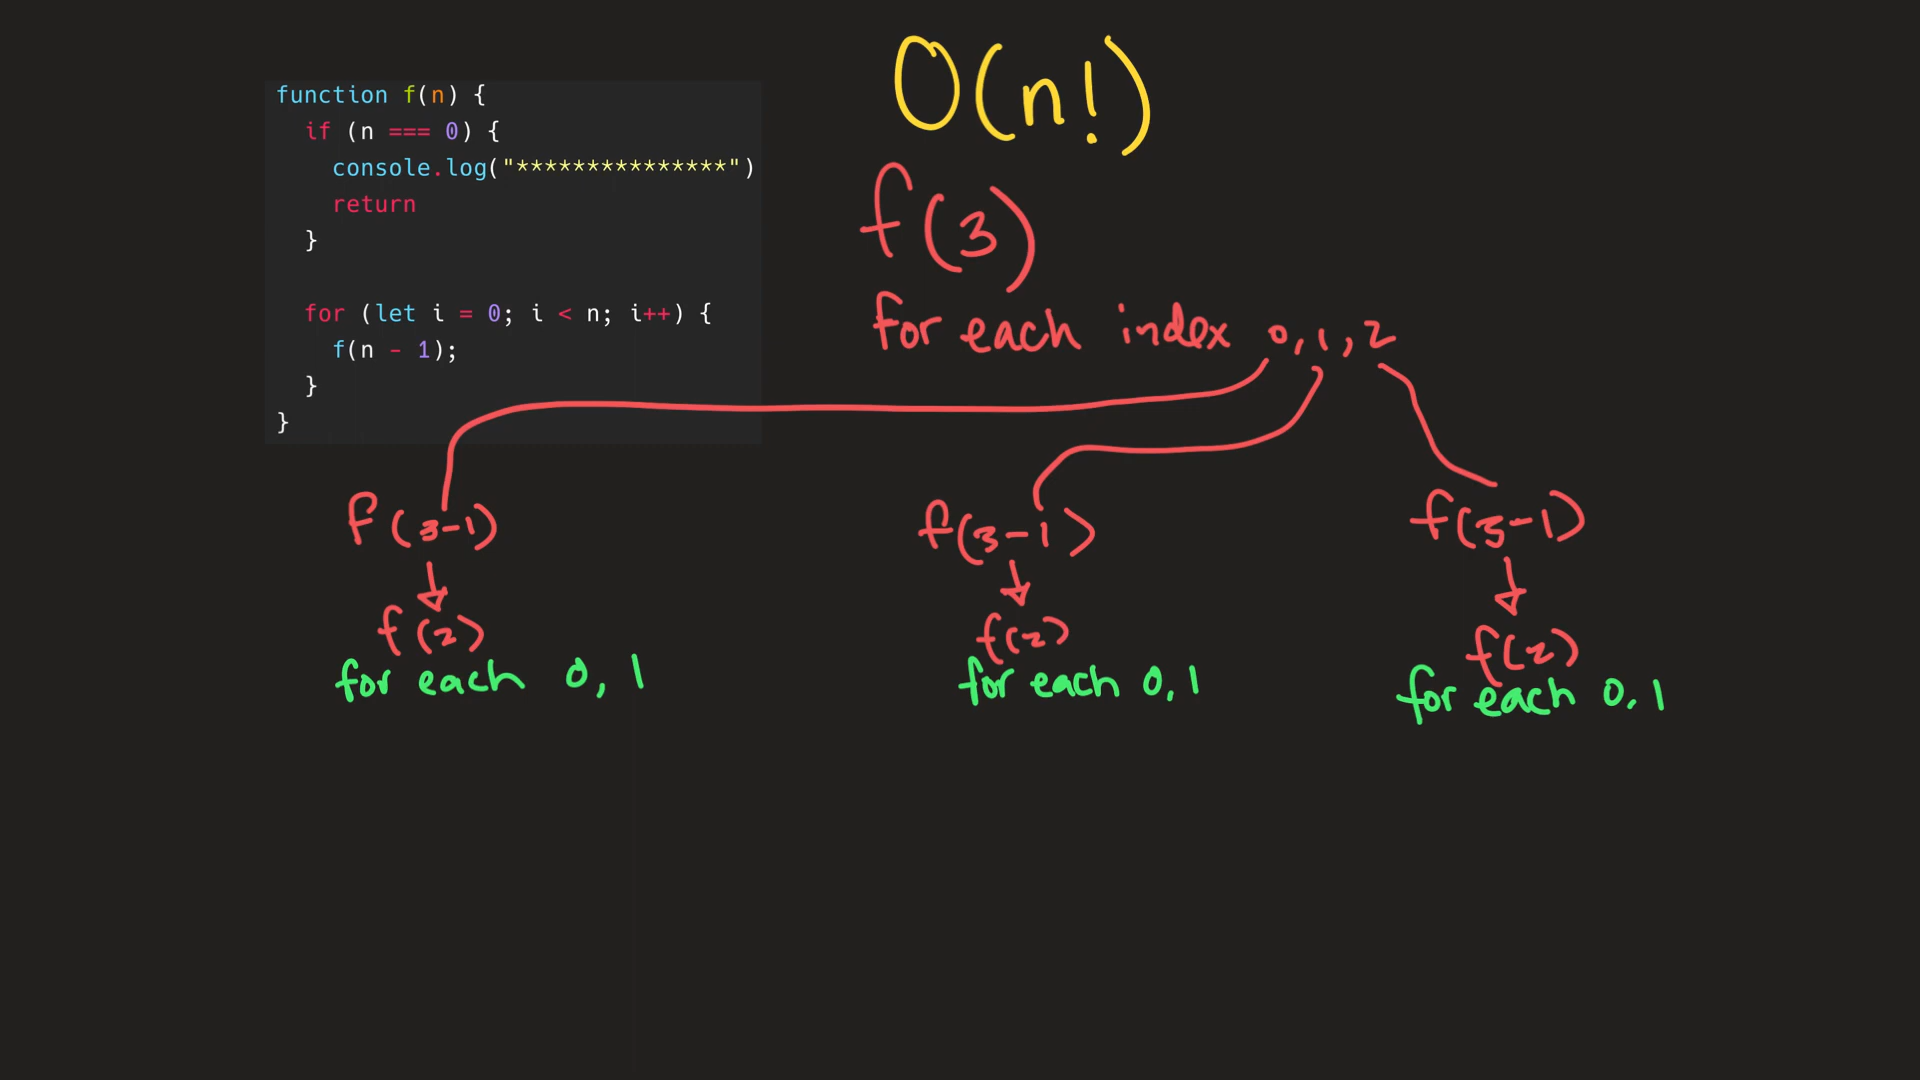 function f(n) {
if (n === 0) {
console.log("***************")
return
}
for (let i = 0; i < n; i++) {
f(n - 1);
}
}
O(n!)
f(3)
for each index 0,1,2
f(3-1)
f(3-1)
f(3-1)
f(2)
f(2)
f(2)
for each 0,1
for each 0,1
for each 0,1